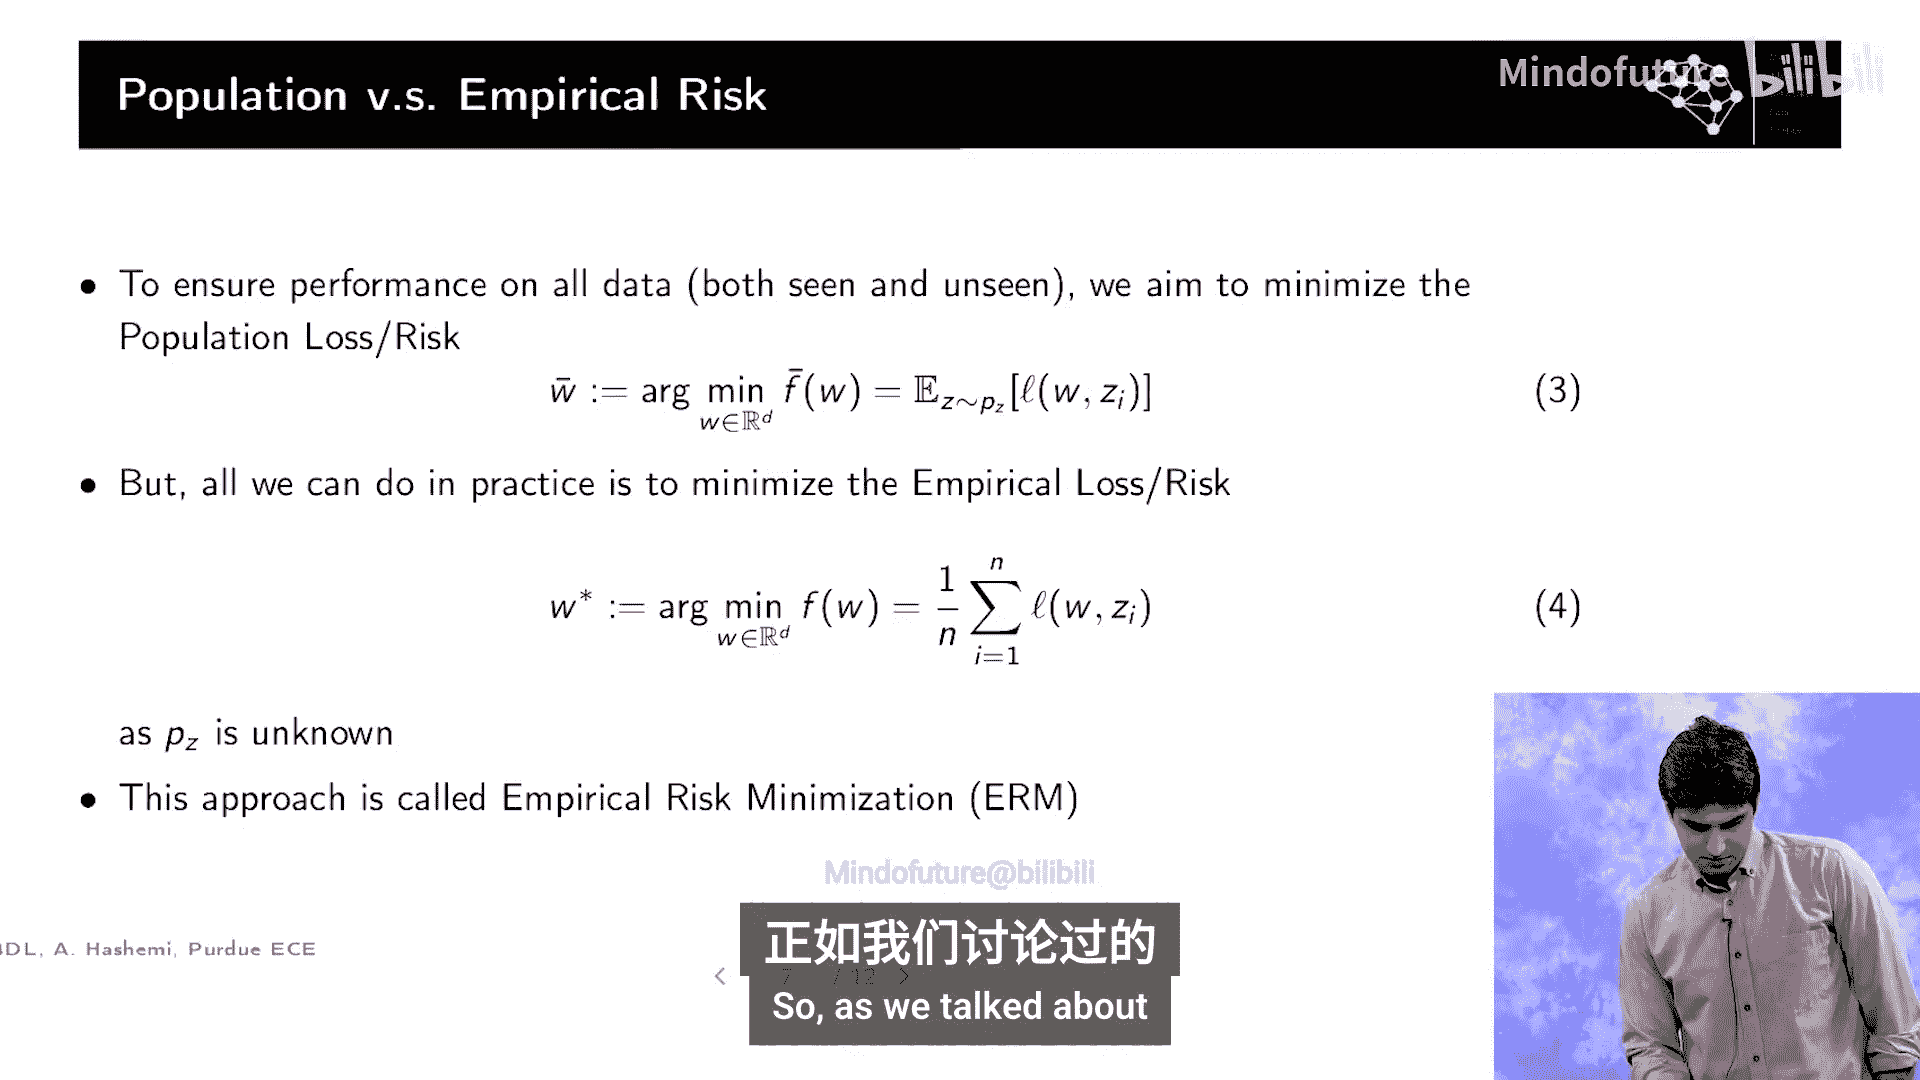 Population v.s. Empirical Risk
Mindofuture
bilibili
• To ensure performance on all data (both seen and unseen), we aim to minimize the
Population Loss/Risk
w̄ := arg min_{w∈ℝ^d} f̄(w) = 𝔼_{z∼p_z}[ℓ(w, z_i)] (3)
• But, all we can do in practice is to minimize the Empirical Loss/Risk
w* := arg min_{w∈ℝ^d} f(w) = 1/n ∑_{i=1}^{n} ℓ(w, z_i) (4)
as p_z is unknown
• This approach is called Empirical Risk Minimization (ERM)
Mindofuture@bilibili
正如我们讨论过的
DL, A. Hashemi, Purdue ECE
7 / 12
So, as we talked about